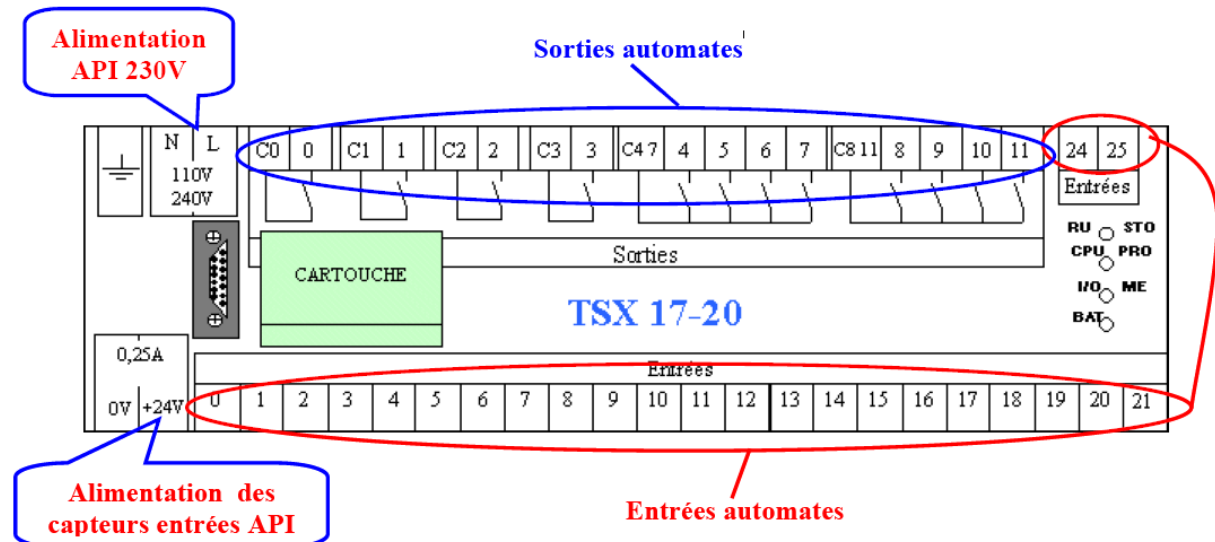 Alimentation
API 230V
Sorties automates
N L
110V
240V
C0 0 C1 1 C2 2 C3 3 C4 7 4 5 6 7 C8 11 8 9 10 11
24 25
Entrées
Sorties
RU STO
CPU PRO
I/O ME
BAT
CARTOUCHE
TSX 17-20
0,25A
0V +24V
Entrées
0 1 2 3 4 5 6 7 8 9 10 11 12 13 14 15 16 17 18 19 20 21
Alimentation des
capteurs entrées API
Entrées automates